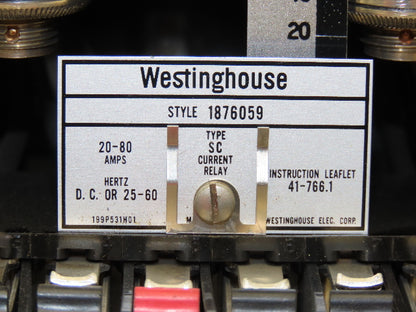 20
Westinghouse
STYLE 1876059
20-80
AMPS
HERTZ
D. C. OR 25-60
199P531H01
TYPE
SC
CURRENT
RELAY
INSTRUCTION LEAFLET
41-766.1
WESTINGHOUSE ELEC. CORP.